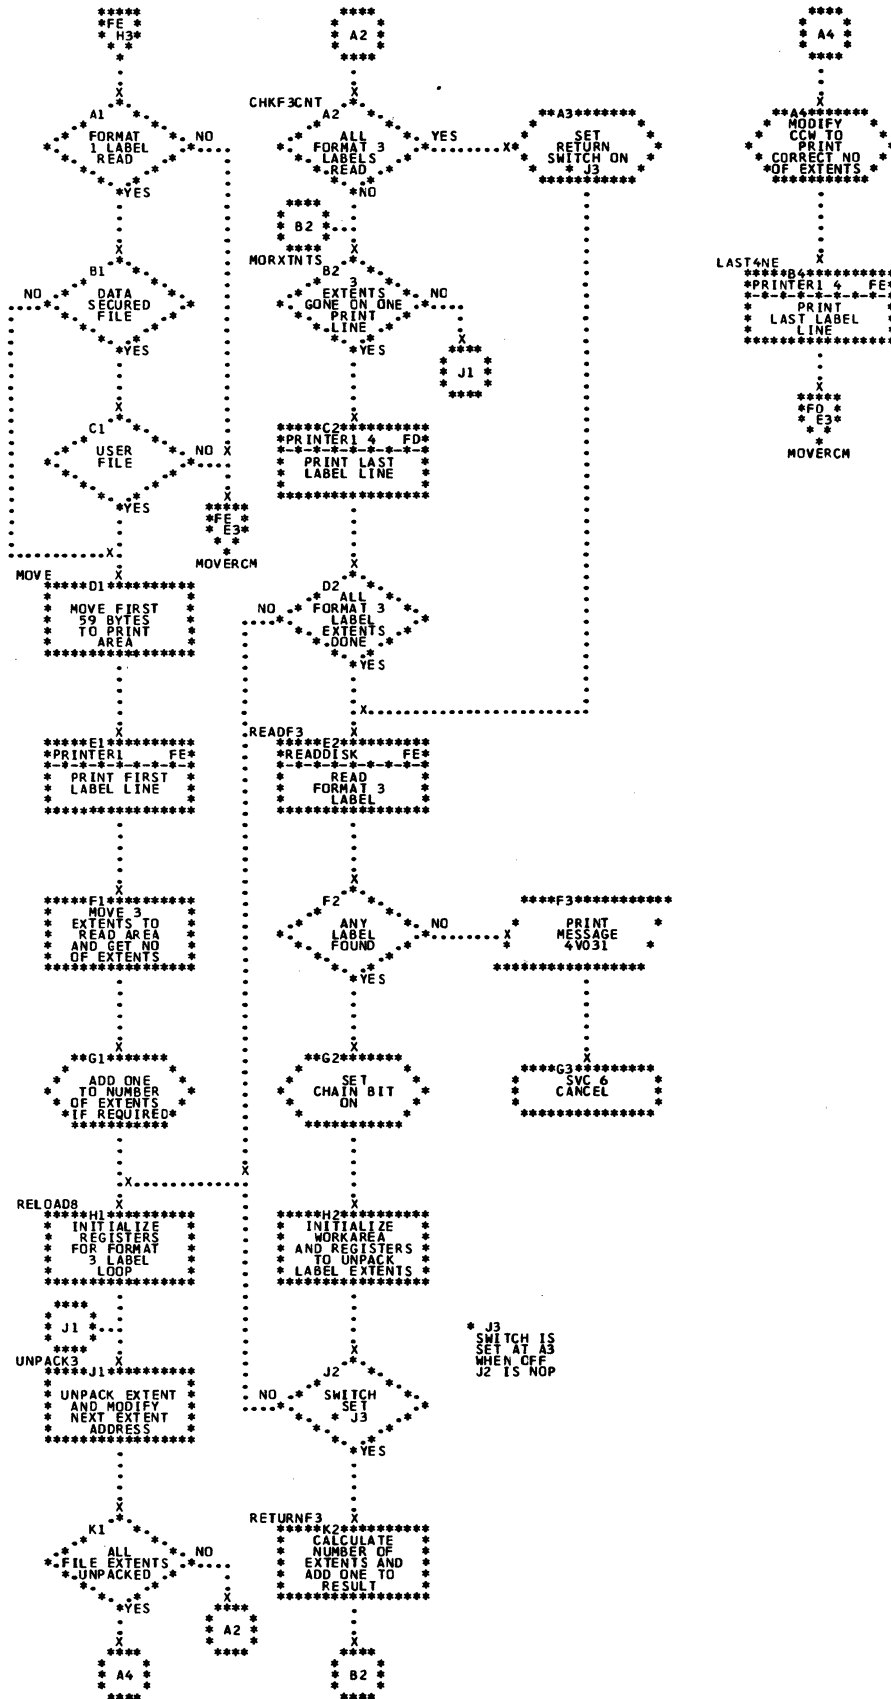 FE
H3
A1
FORMAT
1 LABEL
READ
NO
YES
B1
DATA
SECURED
FILE
NO
YES
C1
USER
FILE
NO
YES
FE
E3
MOVERCM
MOVE
D1
MOVE FIRST
59 BYTES
TO PRINT
AREA
E1
PRINTER1 FE
PRINT FIRST
LABEL LINE
F1
MOVE 3
EXTENTS TO
READ AREA
AND GET NO
OF EXTENTS
G1
ADD ONE
TO NUMBER
OF EXTENTS
IF REQUIRED
RELOAD8
H1
INITIALIZE
REGISTERS
FOR FORMAT
3 LABEL
LOOP
J1
UNPACK3
J1
UNPACK EXTENT
AND MODIFY
NEXT EXTENT
ADDRESS
K1
ALL
FILE EXTENTS
UNPACKED
NO
YES
A2
A4
A2
CHKF3CNT
A2
ALL
FORMAT 3
LABELS
READ
YES
NO
B2
MORXTNTS
B2
3
EXTENTS
GONE ON ONE
PRINT
LINE
NO
YES
J1
C2
PRINTER1 4 FD
PRINT LAST
LABEL LINE
D2
ALL
FORMAT 3
LABEL
EXTENTS
DONE
NO
YES
READF3
E2
READDISK FE
READ
FORMAT 3
LABEL
F2
ANY
LABEL
FOUND
NO
YES
G2
SET
CHAIN BIT
ON
H2
INITIALIZE
WORKAREA
AND REGISTERS
TO UNPACK
LABEL EXTENTS
J2
SWITCH
SET
* J3
NO
YES
RETURNF3
K2
CALCULATE
NUMBER OF
EXTENTS AND
ADD ONE TO
RESULT
B2
A3
SET
RETURN
SWITCH ON
* J3
F3
PRINT
MESSAGE
4V03I
G3
SVC 6
CANCEL
* J3
SWITCH IS
SET AT A3
WHEN OFF
J2 IS NOP
A4
A4
MODIFY
CCW TO
PRINT
CORRECT NO
OF EXTENTS
LAST4NE
B4
PRINTER1 4 FE
PRINT
LAST LABEL
LINE
FD
E3
MOVERCM